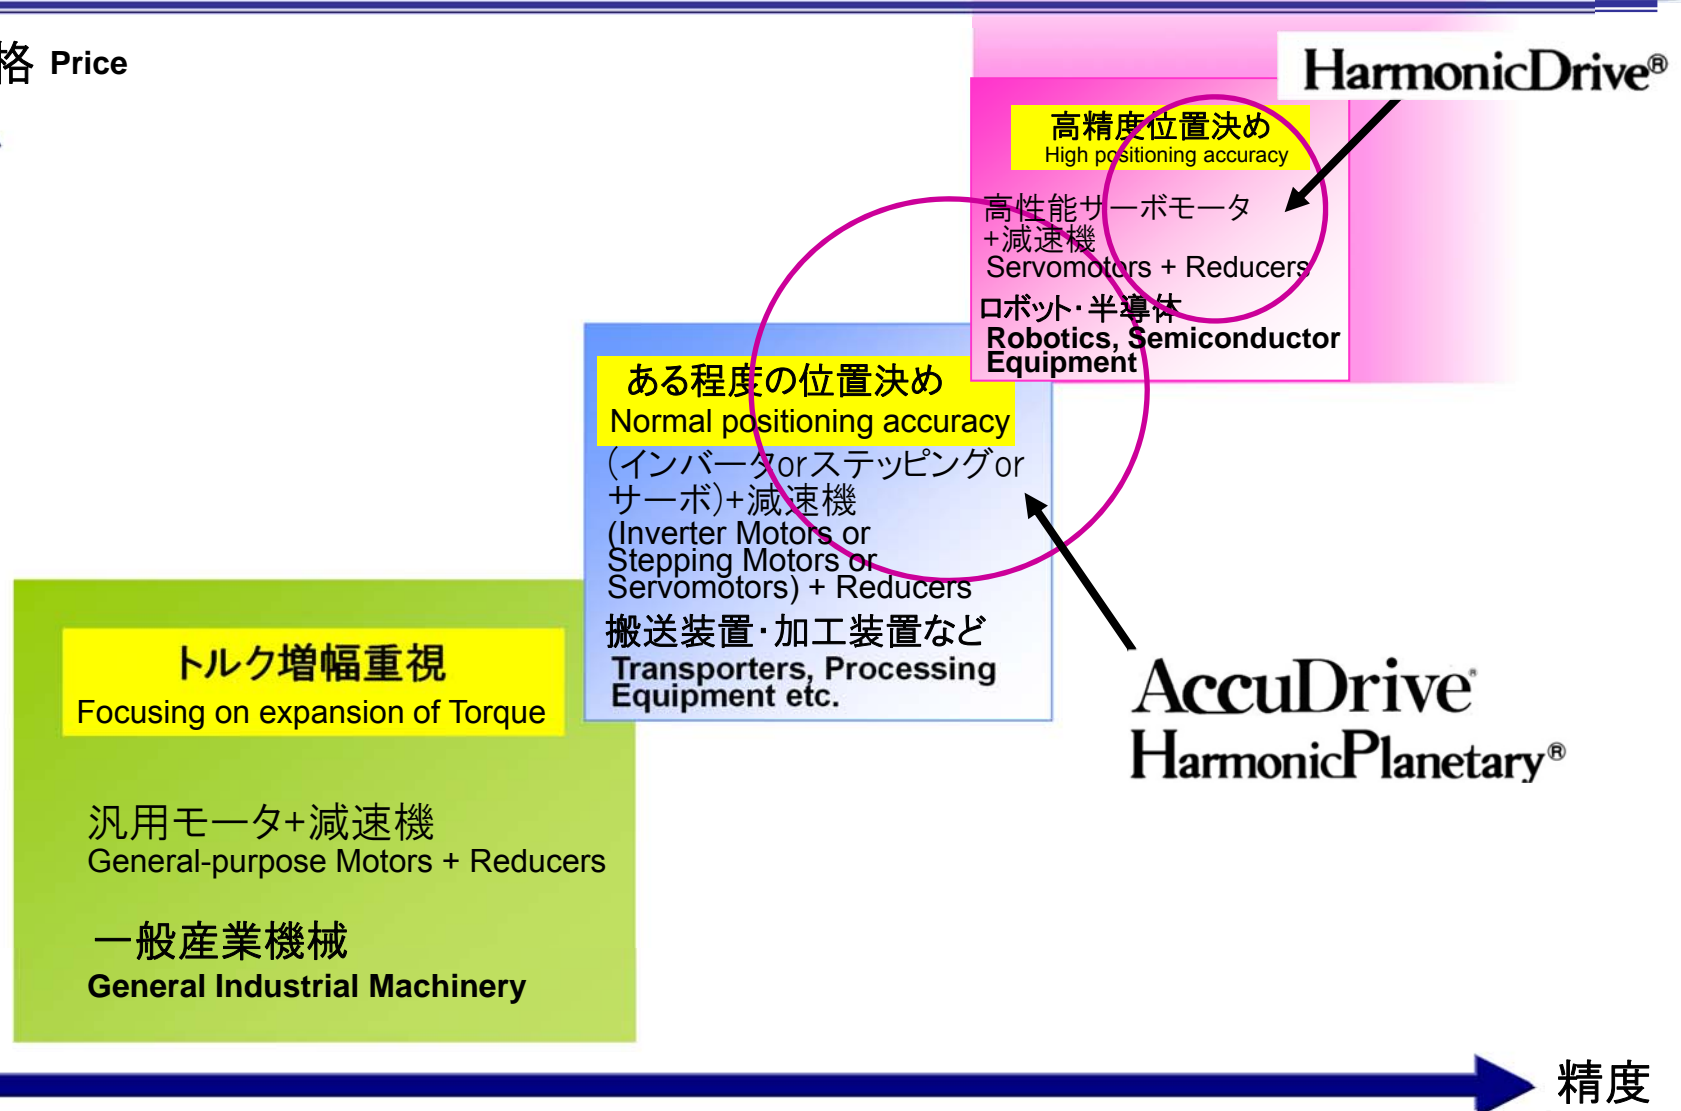 格 Price
HarmonicDrive®
高精度位置決め
High positioning accuracy
高性能サーボモータ
+減速機
Servomotors + Reducers
ロボット・半導体
Robotics, Semiconductor
Equipment
ある程度の位置決め
Normal positioning accuracy
(インバータorステッピングor
サーボ)+減速機
(Inverter Motors or
Stepping Motors or
Servomotors) + Reducers
搬送装置・加工装置など
Transporters, Processing
Equipment etc.
トルク増幅重視
Focusing on expansion of Torque
汎用モータ+減速機
General-purpose Motors + Reducers
一般産業機械
General Industrial Machinery
AccuDrive®
HarmonicPlanetary®
精度